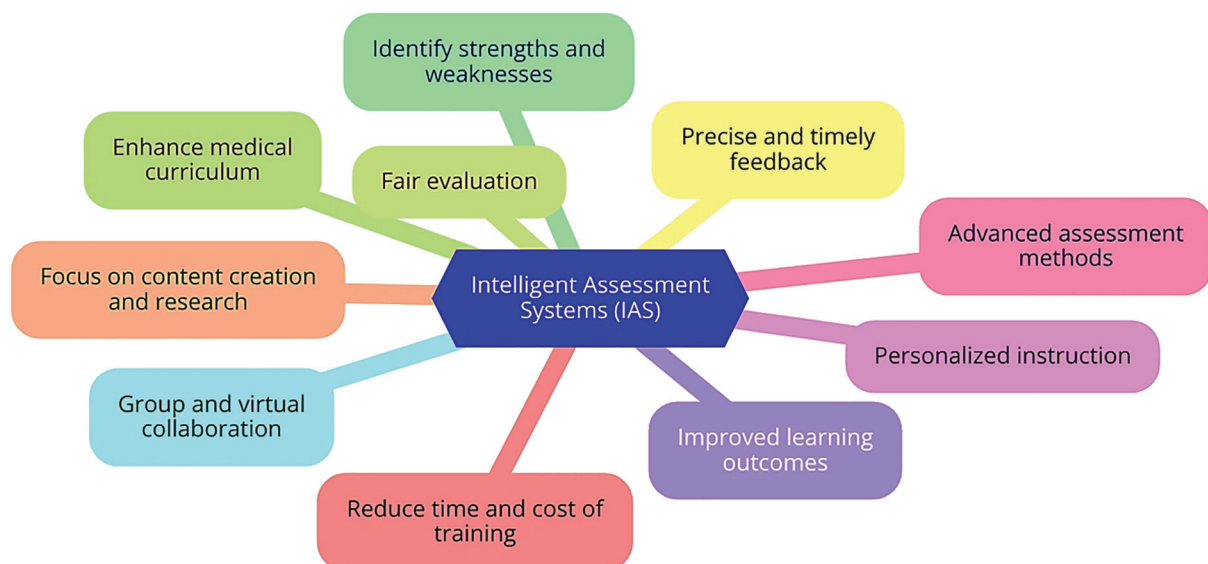 Identify strengths and
weaknesses
Precise and timely
feedback
Enhance medical
curriculum
Fair evaluation
Advanced assessment
methods
Focus on content creation
and research
Intelligent Assessment
Systems (IAS)
Personalized instruction
Group and virtual
collaboration
Improved learning
outcomes
Reduce time and cost of
training